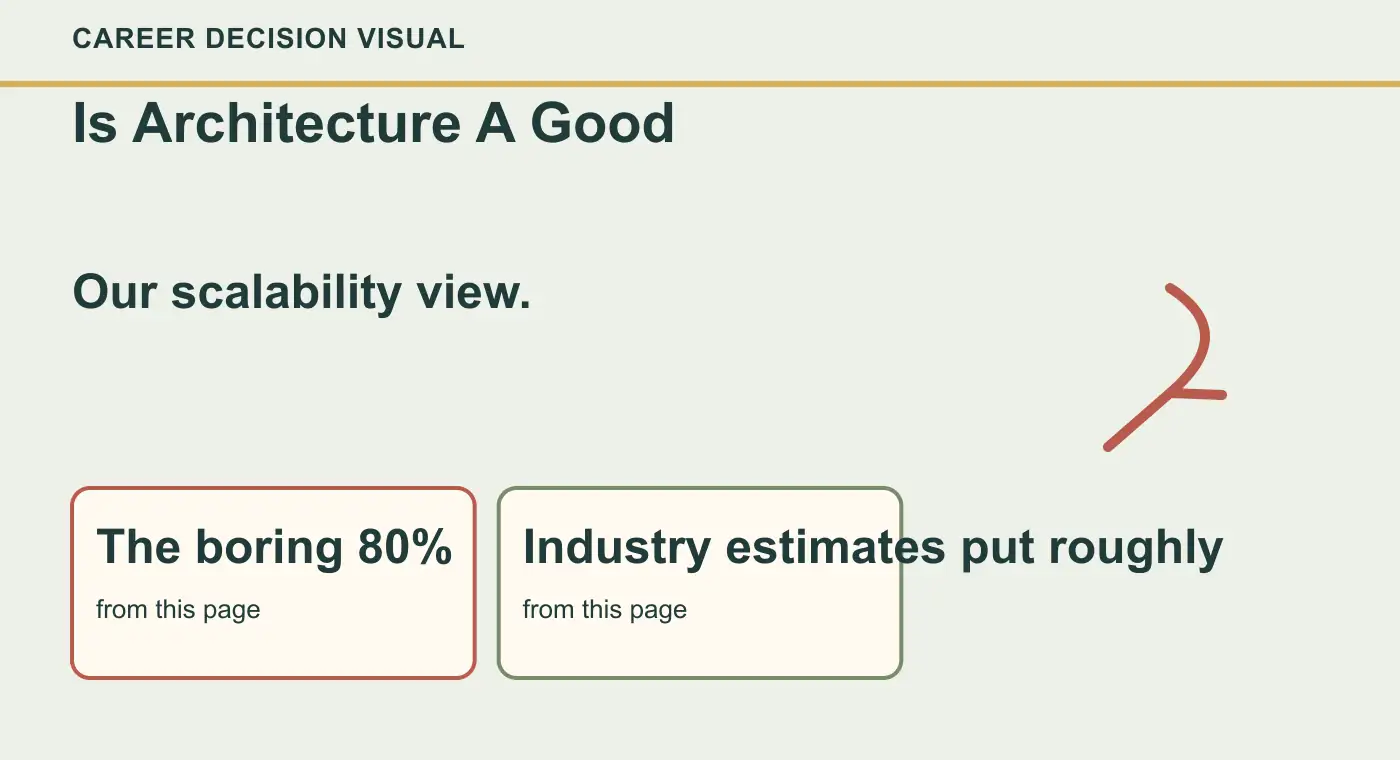 CAREER DECISION VISUAL
Is Architecture A Good
Our scalability view.
The boring 80%
from this page
Industry estimates put roughly
from this page